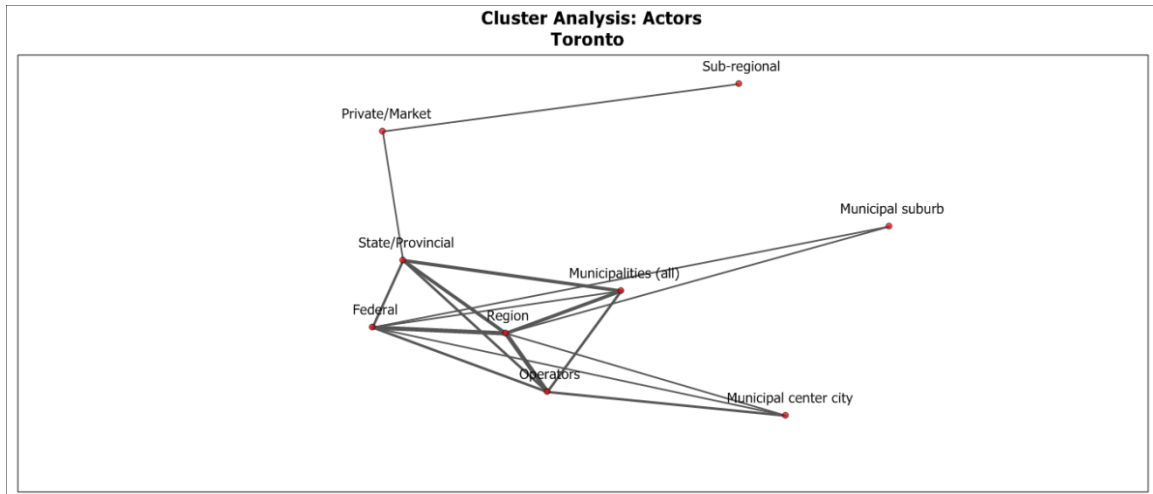 Cluster Analysis: Actors
Toronto
Sub-regional
Private/Market
Municipal suburb
State/Provincial
Municipalities (all)
Federal
Region
Operators
Municipal center city